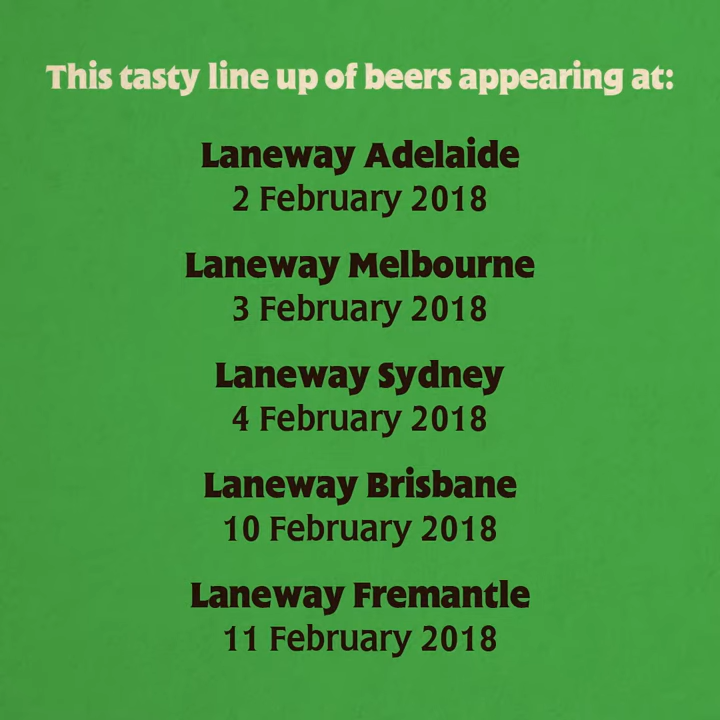 This tasty line up of beers appearing at:
Laneway Adelaide
2 February 2018
Laneway Melbourne
3 February 2018
Laneway Sydney
4 February 2018
Laneway Brisbane
10 February 2018
Laneway Fremantle
11 February 2018